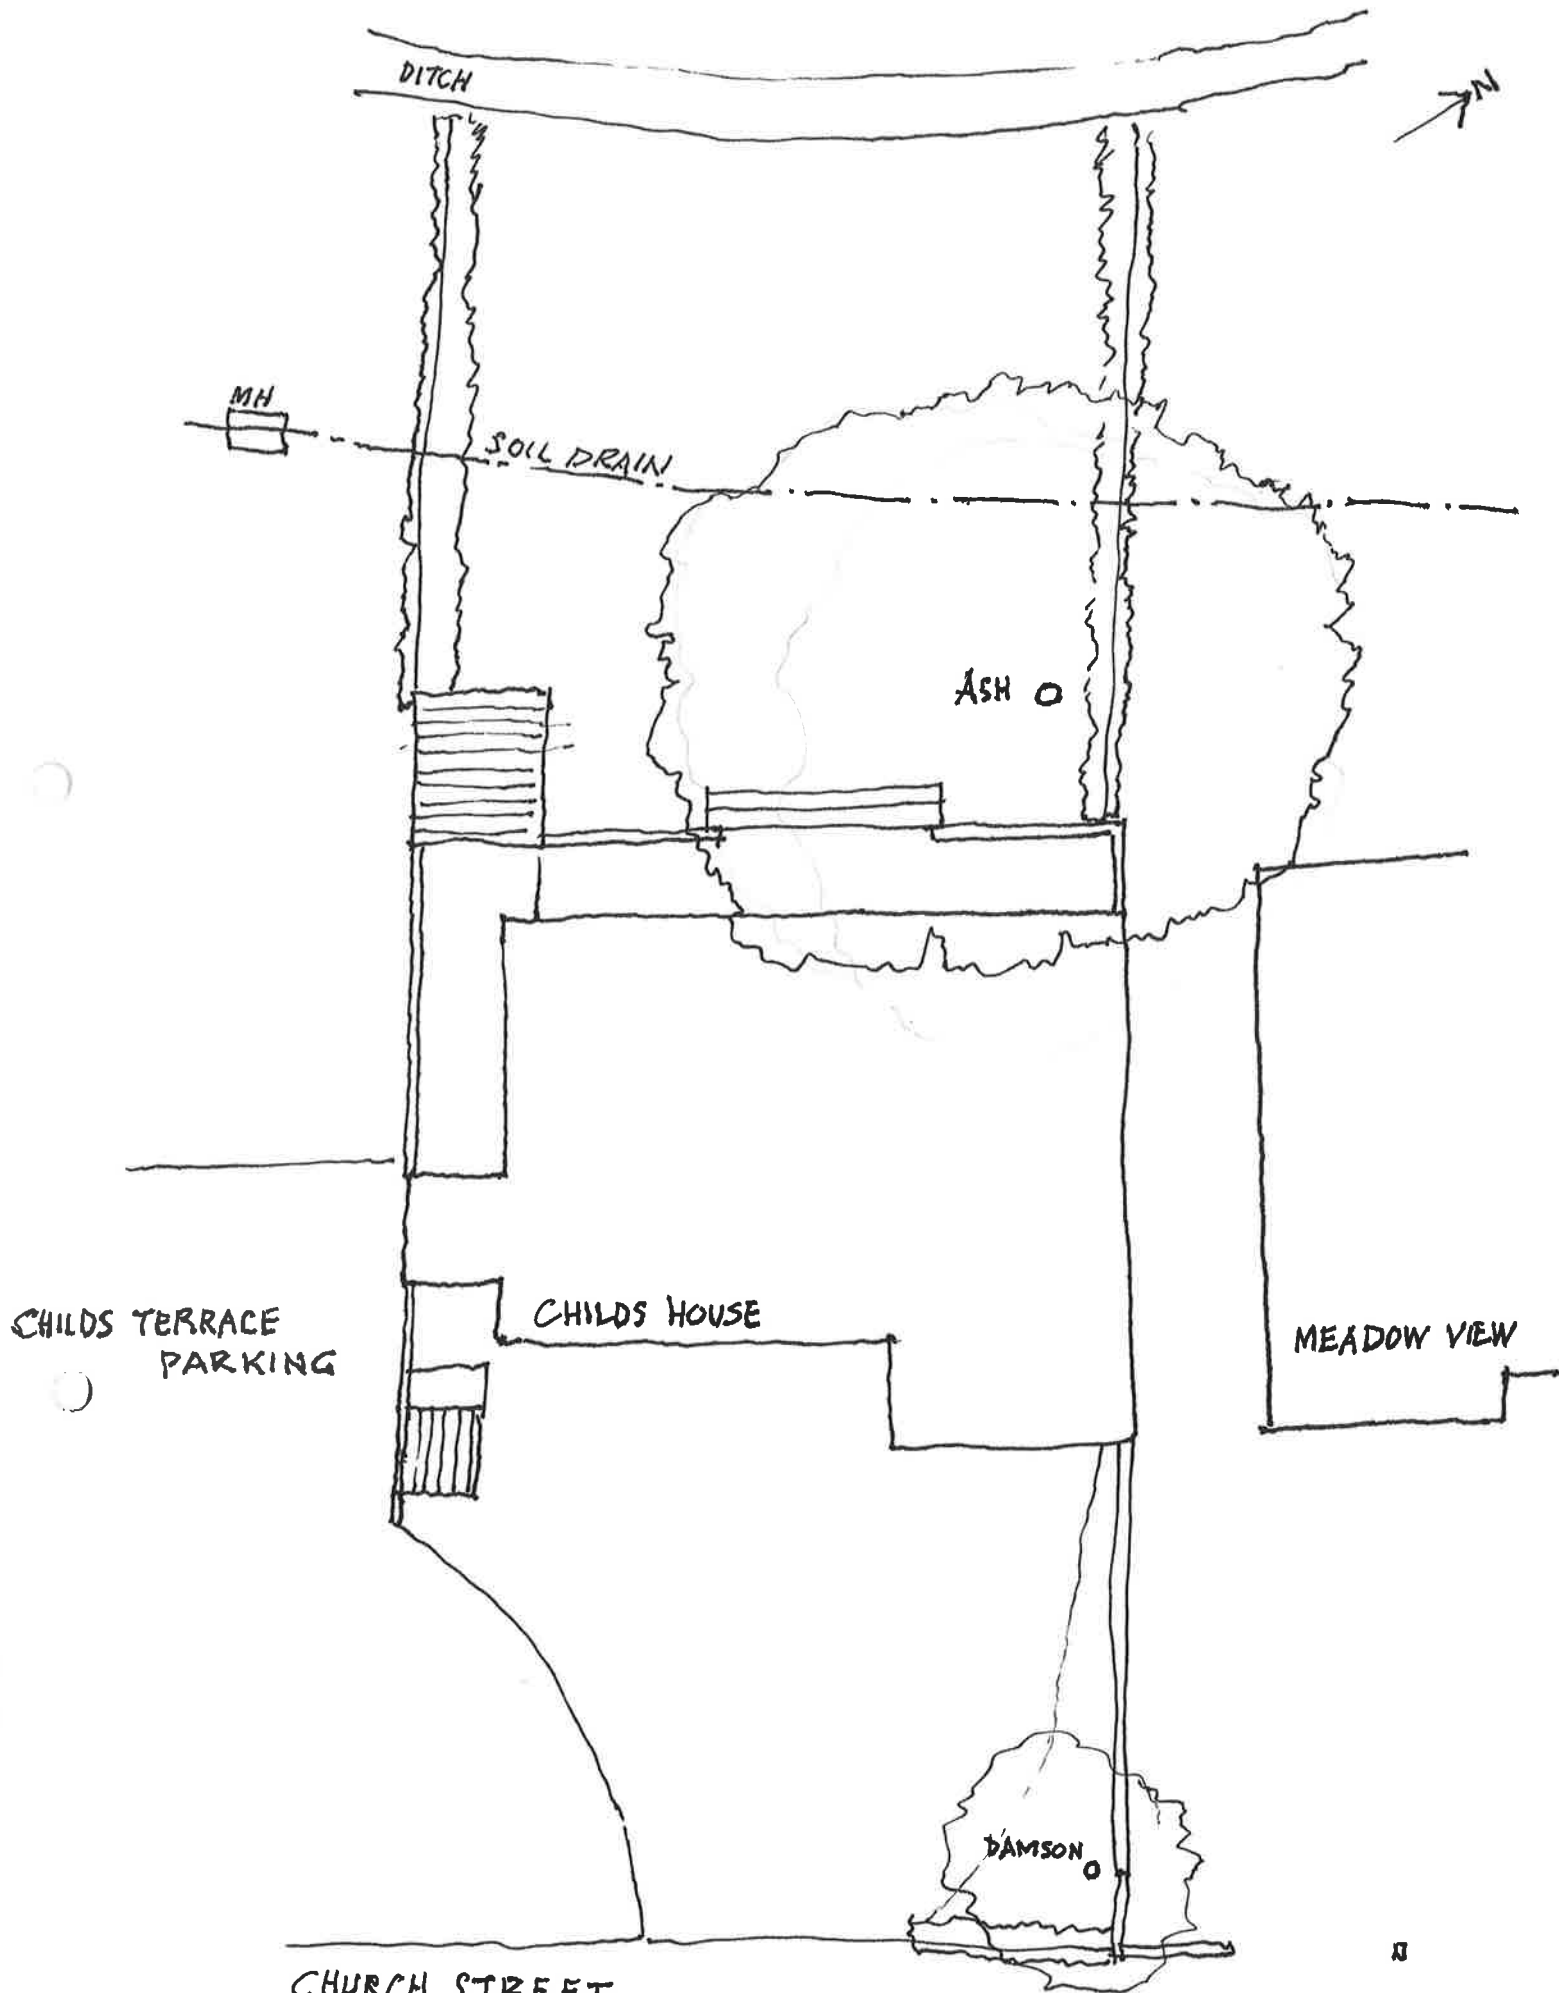 DITCH
N
MH
SOIL DRAIN
ASH
CHILDS HOUSE
CHILDS TERRACE
PARKING
MEADOW VIEW
DAMSON
CHURCH STREET